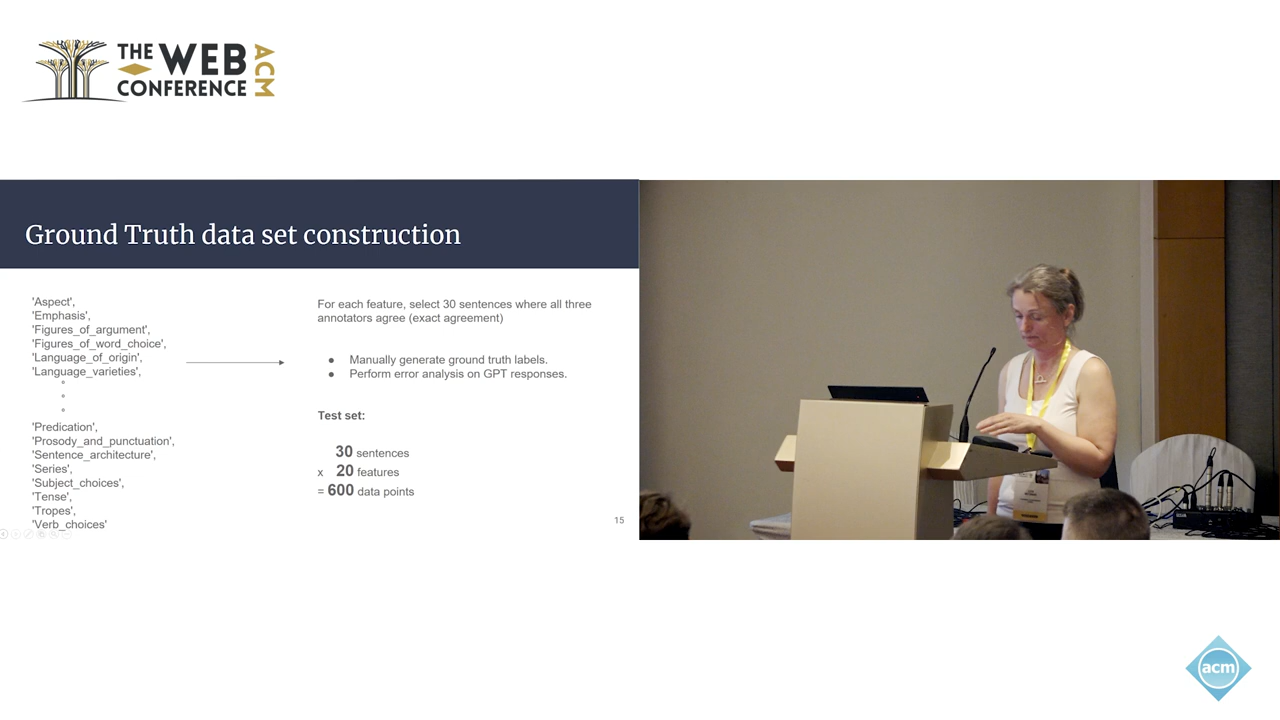 THE WEB
CONFERENCE
ACM
Ground Truth data set construction
'Aspect',
'Emphasis',
'Figures_of_argument',
'Figures_of_word_choice',
'Language_of_origin',
'Language_varieties',
'Predication',
'Prosody_and_punctuation',
'Sentence_architecture',
'Series',
'Subject_choices',
'Tense',
'Tropes',
'Verb_choices'
For each feature, select 30 sentences where all three
annotators agree (exact agreement)
● Manually generate ground truth labels.
● Perform error analysis on GPT responses.
Test set:
30 sentences
x 20 features
= 600 data points
15
acm